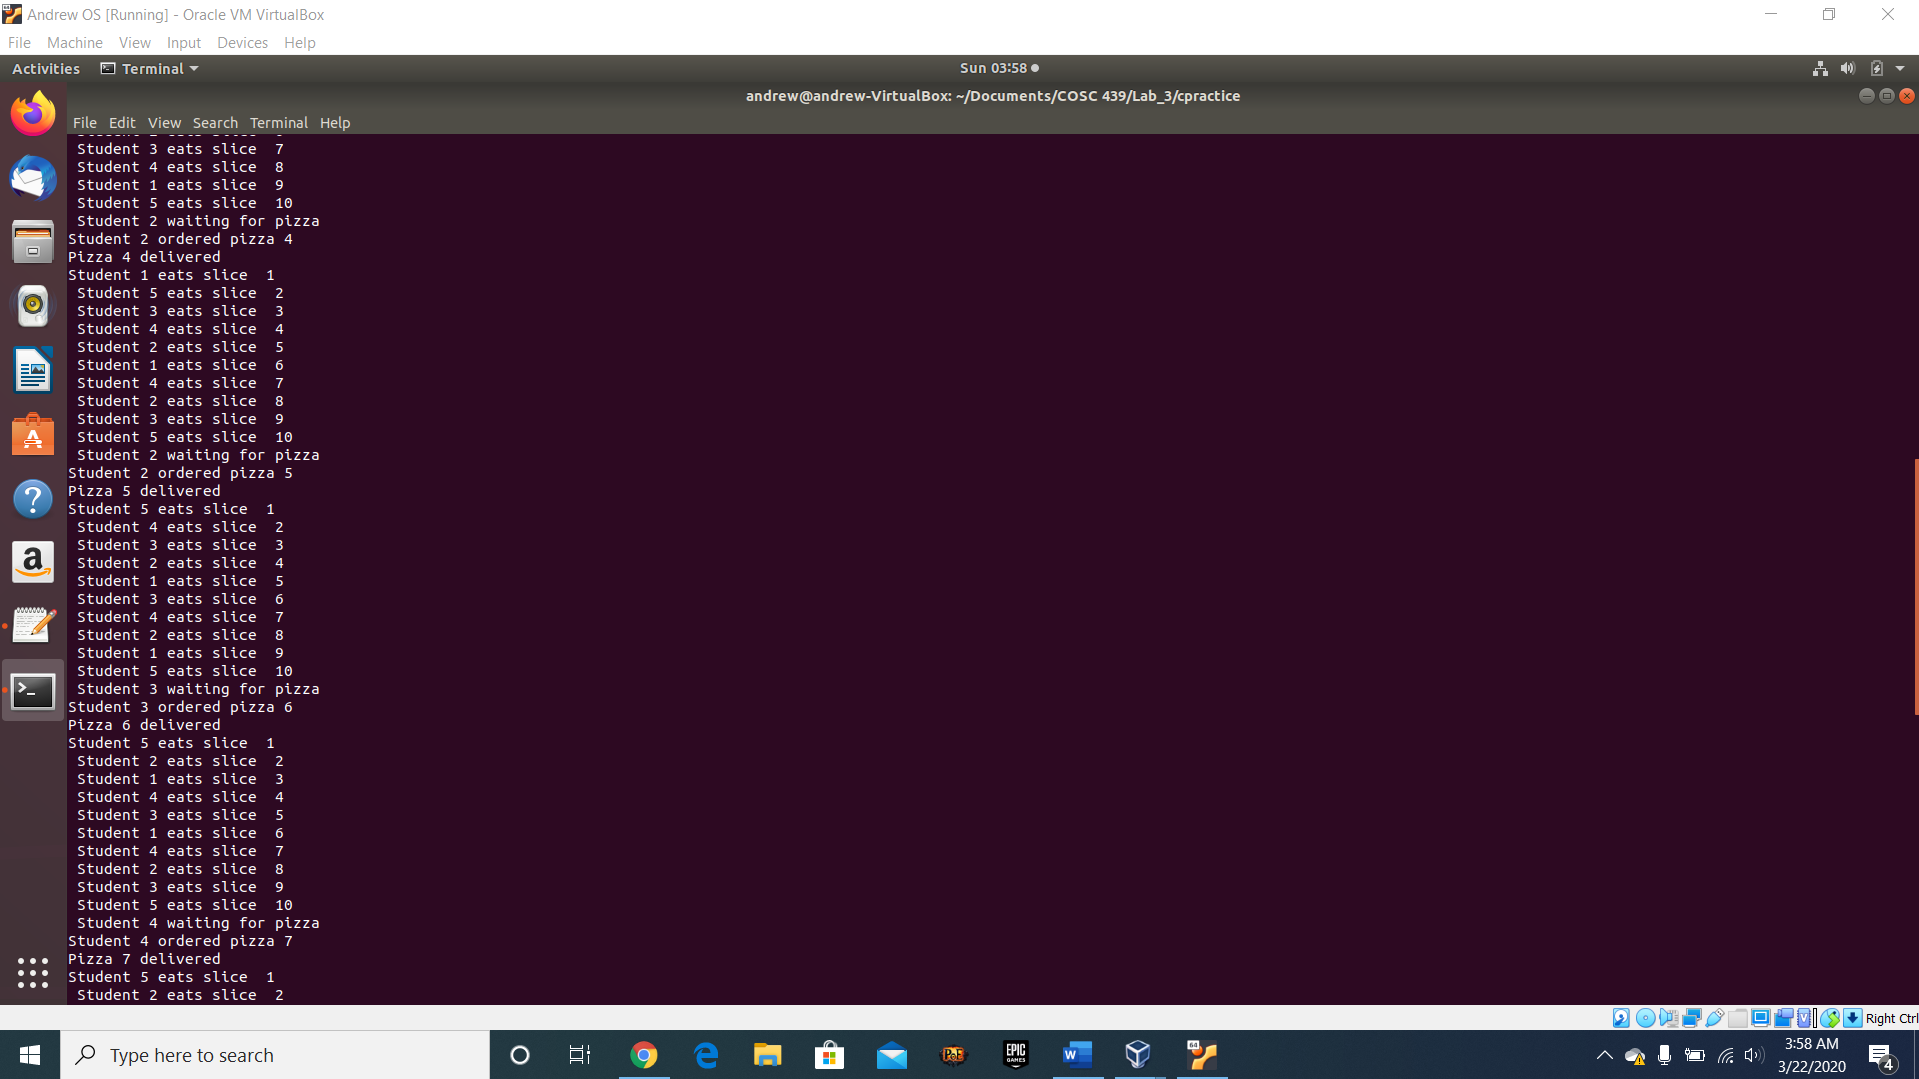 Andrew OS [Running] - Oracle VM VirtualBox
File Machine View Input Devices Help
Activities Terminal Sun 03:58
andrew@andrew-VirtualBox: ~/Documents/COSC 439/Lab_3/cpractice
File Edit View Search Terminal Help
Student 3 eats slice  7
Student 4 eats slice  8
Student 1 eats slice  9
Student 5 eats slice  10
Student 2 waiting for pizza
Student 2 ordered pizza 4
Pizza 4 delivered
Student 1 eats slice  1
Student 5 eats slice  2
Student 3 eats slice  3
Student 4 eats slice  4
Student 2 eats slice  5
Student 1 eats slice  6
Student 4 eats slice  7
Student 2 eats slice  8
Student 3 eats slice  9
Student 5 eats slice  10
Student 2 waiting for pizza
Student 2 ordered pizza 5
Pizza 5 delivered
Student 5 eats slice  1
Student 4 eats slice  2
Student 3 eats slice  3
Student 2 eats slice  4
Student 1 eats slice  5
Student 3 eats slice  6
Student 4 eats slice  7
Student 2 eats slice  8
Student 1 eats slice  9
Student 5 eats slice  10
Student 3 waiting for pizza
Student 3 ordered pizza 6
Pizza 6 delivered
Student 5 eats slice  1
Student 2 eats slice  2
Student 1 eats slice  3
Student 4 eats slice  4
Student 3 eats slice  5
Student 1 eats slice  6
Student 4 eats slice  7
Student 2 eats slice  8
Student 3 eats slice  9
Student 5 eats slice  10
Student 4 waiting for pizza
Student 4 ordered pizza 7
Pizza 7 delivered
Student 5 eats slice  1
Student 2 eats slice  2
Right Ctrl
Type here to search
EPIC GAMES
3:58 AM
3/22/2020
4